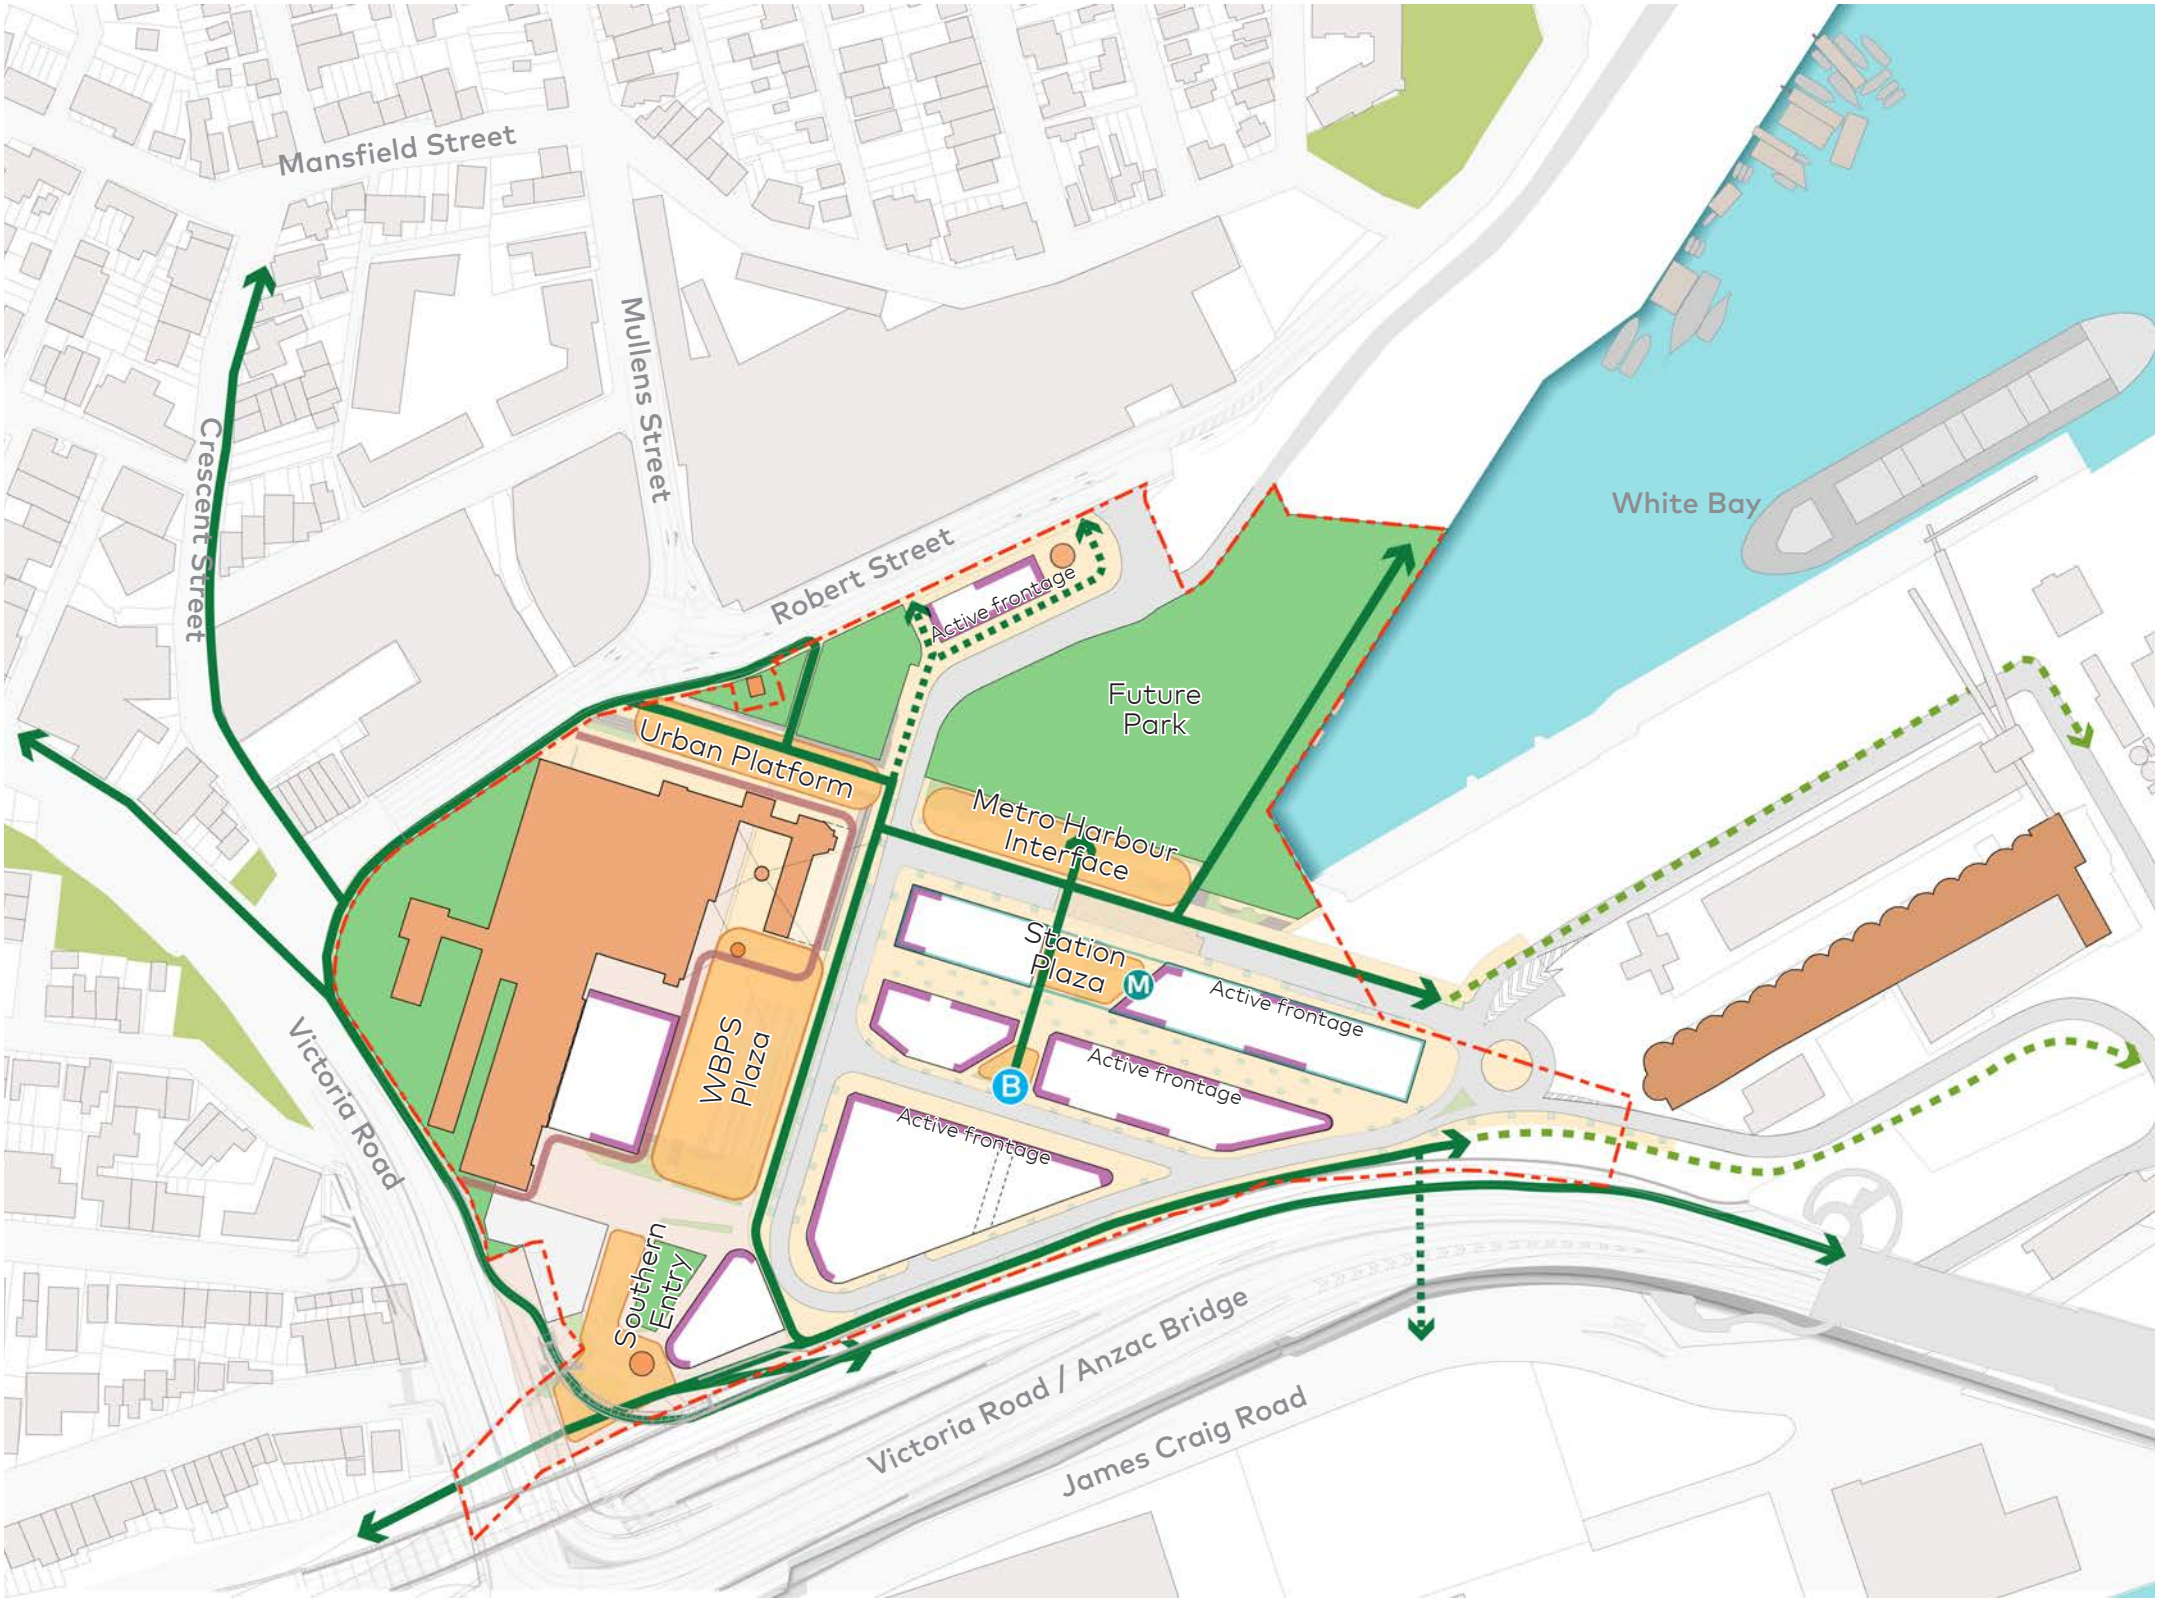 Mansfield Street
Mullens Street
Crescent Street
White Bay
Robert Street
Active frontage
Future
Park
Urban Platform
Metro Harbour
Interface
Station
Plaza
M
Active frontage
WBPS
Plaza
Active frontage
B
Active frontage
Victoria Road
Southern
Entry
Victoria Road / Anzac Bridge
James Craig Road